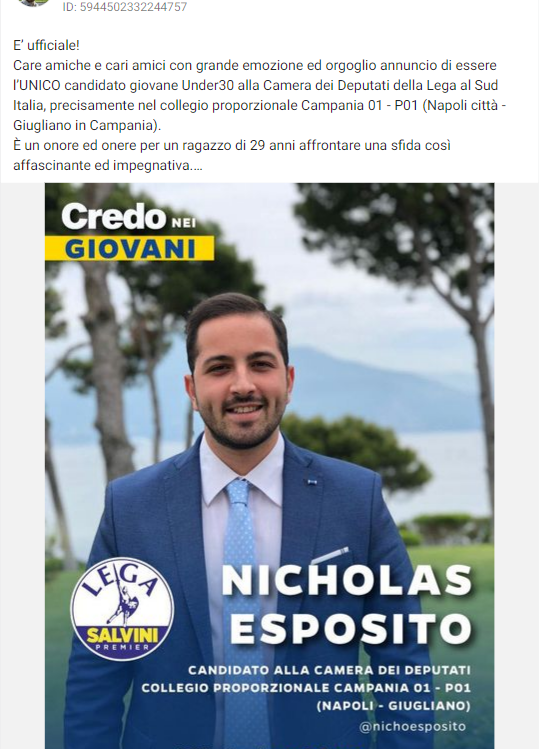 ID: 5944502332244757
E' ufficiale!
Care amiche e cari amici con grande emozione ed orgoglio annuncio di essere
l'UNICO candidato giovane Under30 alla Camera dei Deputati della Lega al Sud
Italia, precisamente nel collegio proporzionale Campania 01 - P01 (Napoli città -
Giugliano in Campania).
È un onore ed onere per un ragazzo di 29 anni affrontare una sfida così
affascinante ed impegnativa....
Credo NEI
GIOVANI
LEGA
SALVINI
PREMIER
NICHOLAS
ESPOSITO
CANDIDATO ALLA CAMERA DEI DEPUTATI
COLLEGIO PROPORZIONALE CAMPANIA 01 - P01
(NAPOLI - GIUGLIANO)
@nichoesposito